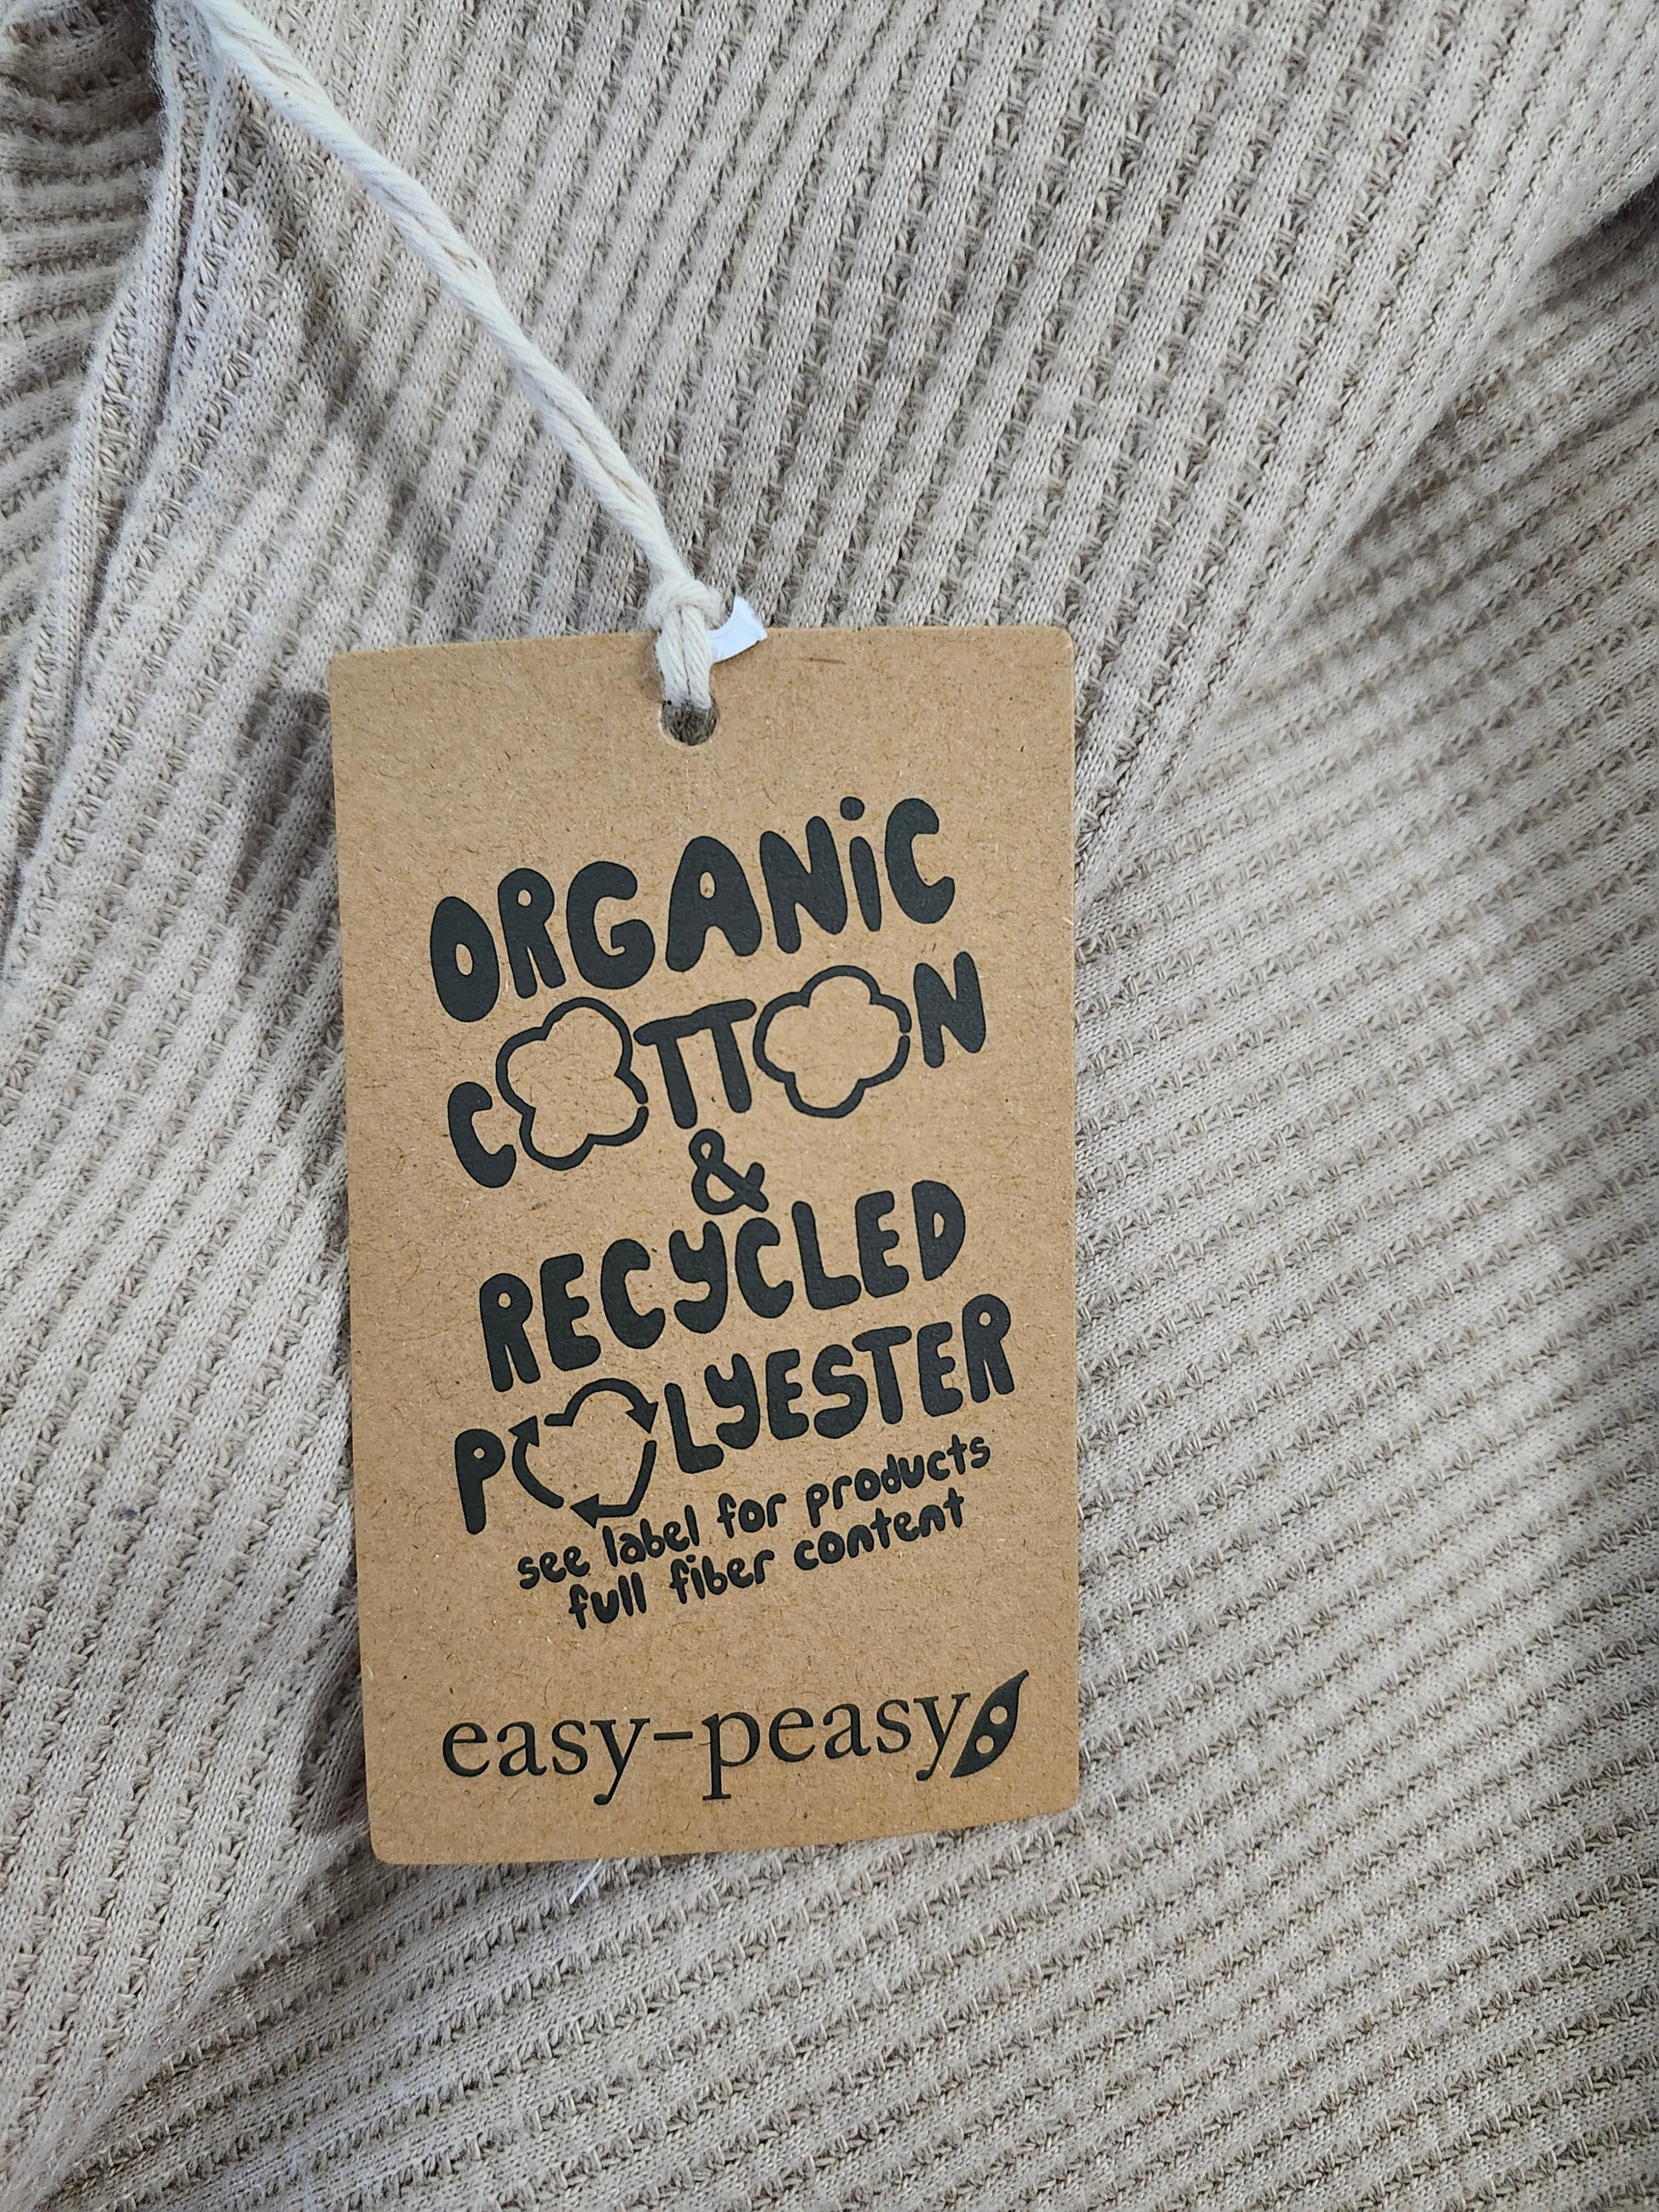 ORGANiC
COTTON
&
RECYCLED
POLYESTER
see label for products
full fiber content
easy-peasy